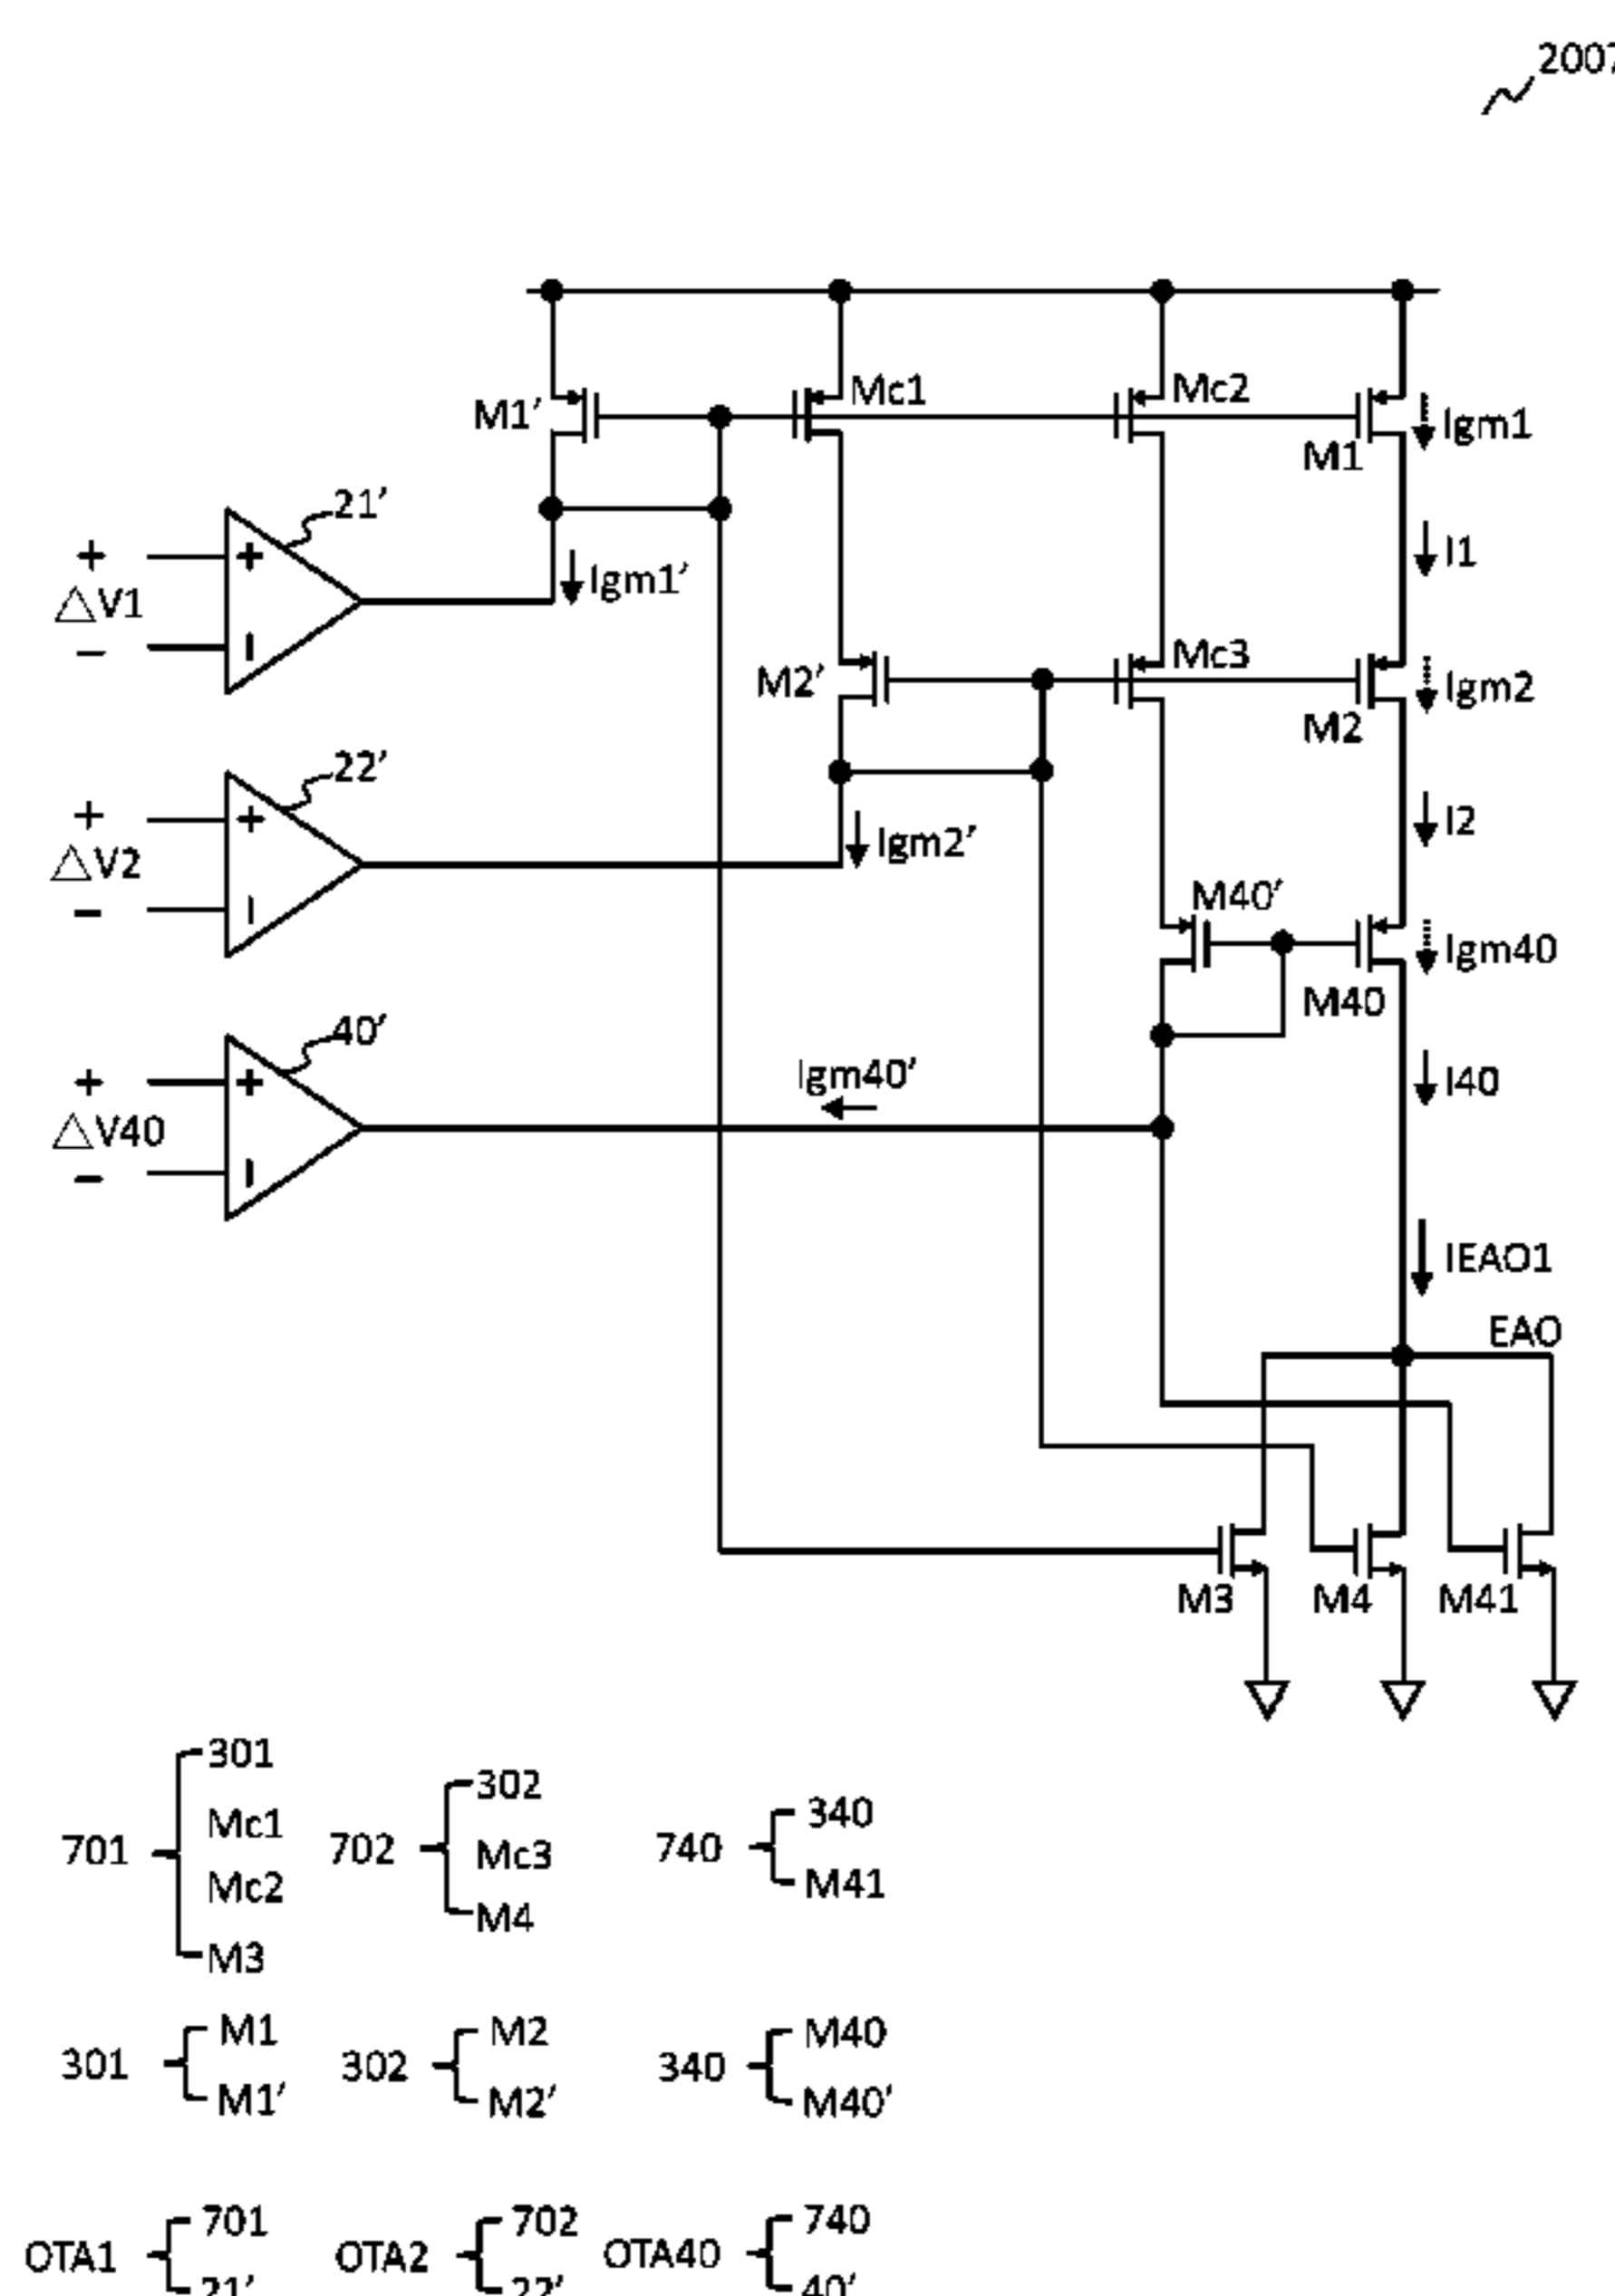 2007
M1′
Mc1
Mc2
M1
Igm1
21′
+
△V1
−
+
−
Igm1′
I1
M2′
Mc3
M2
Igm2
22′
+
△V2
−
+
−
Igm2′
I2
M40′
M40
Igm40
40′
+
△V40
−
+
−
Igm40′
I40
IEAO1
EAO
M3
M4
M41
701
301
Mc1
Mc2
M3
702
302
Mc3
M4
740
340
M41
301
M1
M1′
302
M2
M2′
340
M40
M40′
OTA1
701
21′
OTA2
702
22′
OTA40
740
40′